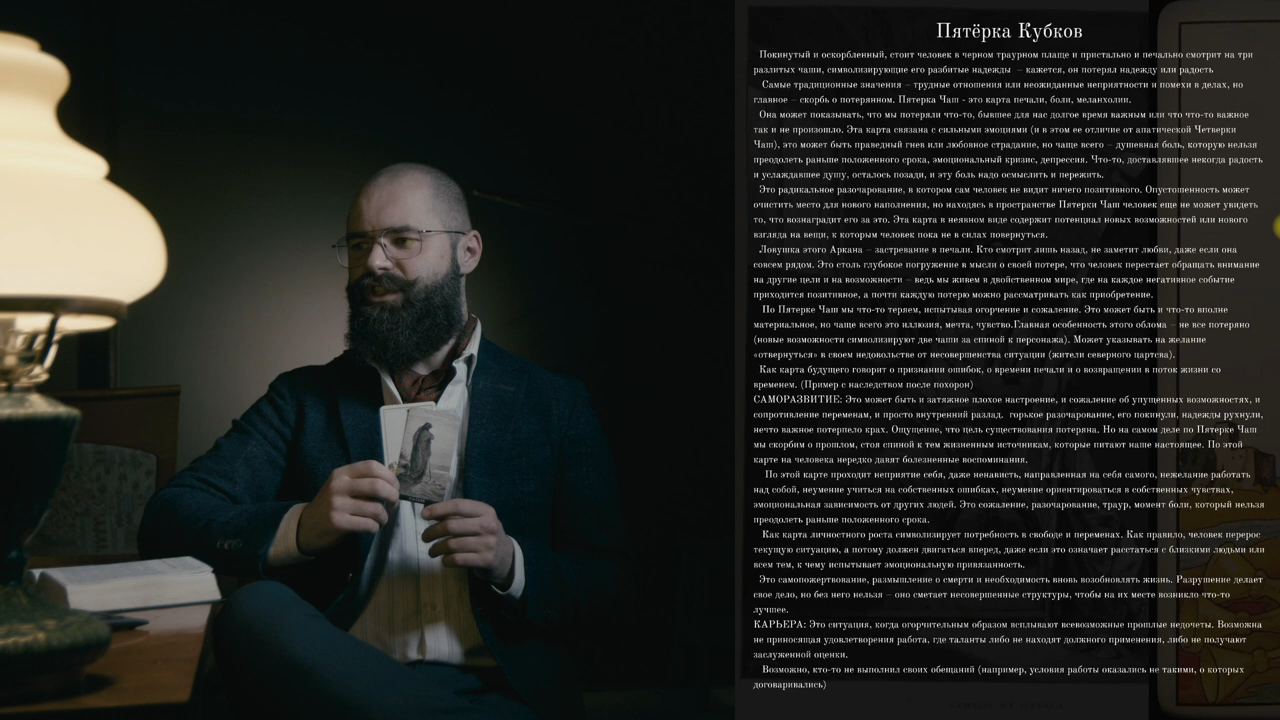 Пятёрка Кубков
Покинутый и оскорбленный, стоит человек в черном траурном плаще и пристально и печально смотрит на три
разлитых чаши, символизирующие его разбитые надежды – кажется, он потерял надежду или радость
Самые традиционные значения – трудные отношения или неожиданные неприятности и помехи в делах, но
главное – скорбь о потерянном. Пятерка Чаш - это карта печали, боли, меланхолии.
Она может показывать, что мы потеряли что-то, бывшее для нас долгое время важным или что что-то важное
так и не произошло. Эта карта связана с сильными эмоциями (и в этом ее отличие от апатической Четверки
Чаш), это может быть праведный гнев или любовное страдание, но чаще всего – душевная боль, которую нельзя
преодолеть раньше положенного срока, эмоциональный кризис, депрессия. Что-то, доставлявшее некогда радость
и услаждавшее душу, осталось позади, и эту боль надо осмыслить и пережить.
Это радикальное разочарование, в котором сам человек не видит ничего позитивного. Опустошенность может
очистить место для нового наполнения, но находясь в пространстве Пятерки Чаш человек еще не может увидеть
то, что вознаградит его за это. Эта карта в неявном виде содержит потенциал новых возможностей или нового
взгляда на вещи, к которым человек пока не в силах повернуться.
Ловушка этого Аркана – застревание в печали. Кто смотрит лишь назад, не заметит любви, даже если она
совсем рядом. Это столь глубокое погружение в мысли о своей потере, что человек перестает обращать внимание
на другие цели и на возможности – ведь мы живем в двойственном мире, где на каждое негативное событие
приходится позитивное, а почти каждую потерю можно рассматривать как приобретение.
По Пятерке Чаш мы что-то теряем, испытывая огорчение и сожаление. Это может быть и что-то вполне
материальное, но чаще всего это иллюзия, мечта, чувство.Главная особенность этого облома – не все потеряно
(новые возможности символизируют две чаши за спиной к персонажа). Может указывать на желание
«отвернуться» в своем недовольстве от несовершенства ситуации (жители северного цартсва).
Как карта будущего говорит о признании ошибок, о времени печали и о возвращении в поток жизни со
временем. (Пример с наследством после похорон)
САМОРАЗВИТИЕ: Это может быть и затяжное плохое настроение, и сожаление об упущенных возможностях, и
сопротивление переменам, и просто внутренний разлад, горькое разочарование, его покинули, надежды рухнули,
нечто важное потерпело крах. Ощущение, что цель существования потеряна. Но на самом деле по Пятерке Чаш
мы скорбим о прошлом, стоя спиной к тем жизненным источникам, которые питают наше настоящее. По этой
карте на человека нередко давят болезненные воспоминания.
По этой карте проходит неприятие себя, даже ненависть, направленная на себя самого, нежелание работать
над собой, неумение учиться на собственных ошибках, неумение ориентироваться в собственных чувствах,
эмоциональная зависимость от других людей. Это сожаление, разочарование, траур, момент боли, который нельзя
преодолеть раньше положенного срока.
Как карта личностного роста символизирует потребность в свободе и переменах. Как правило, человек перерос
текущую ситуацию, а потому должен двигаться вперед, даже если это означает расстаться с близкими людьми или
всем тем, к чему испытывает эмоциональную привязанность.
Это самопожертвование, размышление о смерти и необходимость вновь возобновлять жизнь. Разрушение делает
свое дело, но без него нельзя – оно сметает несовершенные структуры, чтобы на их месте возникло что-то
лучшее.
КАРЬЕРА: Это ситуация, когда огорчительным образом всплывают всевозможные прошлые недочеты. Возможна
не приносящая удовлетворения работа, где таланты либо не находят должного применения, либо не получают
заслуженной оценки.
Возможно, кто-то не выполнил своих обещаний (например, условия работы оказались не такими, о которых
договаривались)